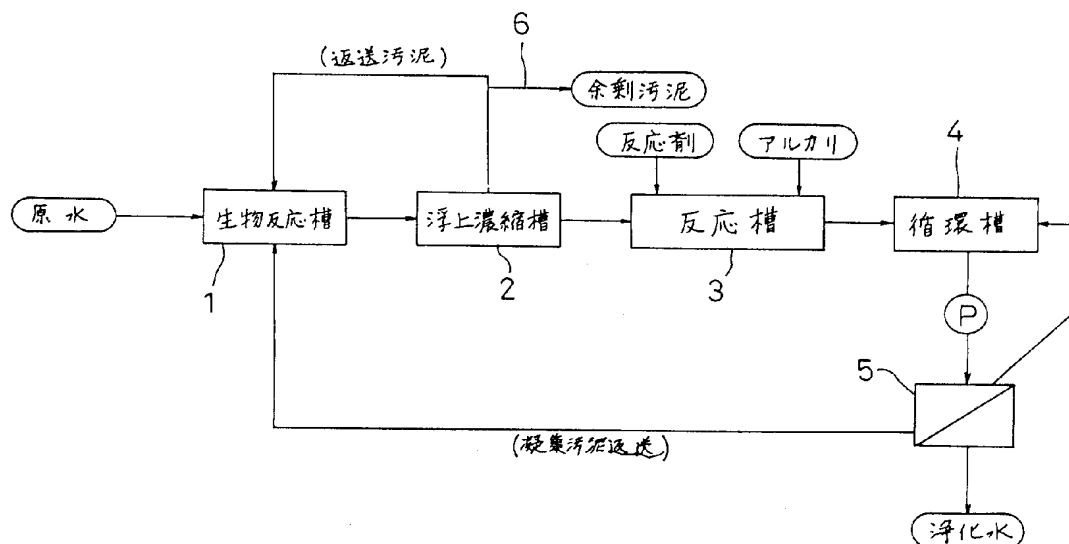 6
(返送汚泥)
余剰汚泥
反応剤
アルカリ
4
原水
生物反応槽
浮上濃縮槽
反応槽
循環槽
1
2
3
P
5
(凝集汚泥返送)
浄化水